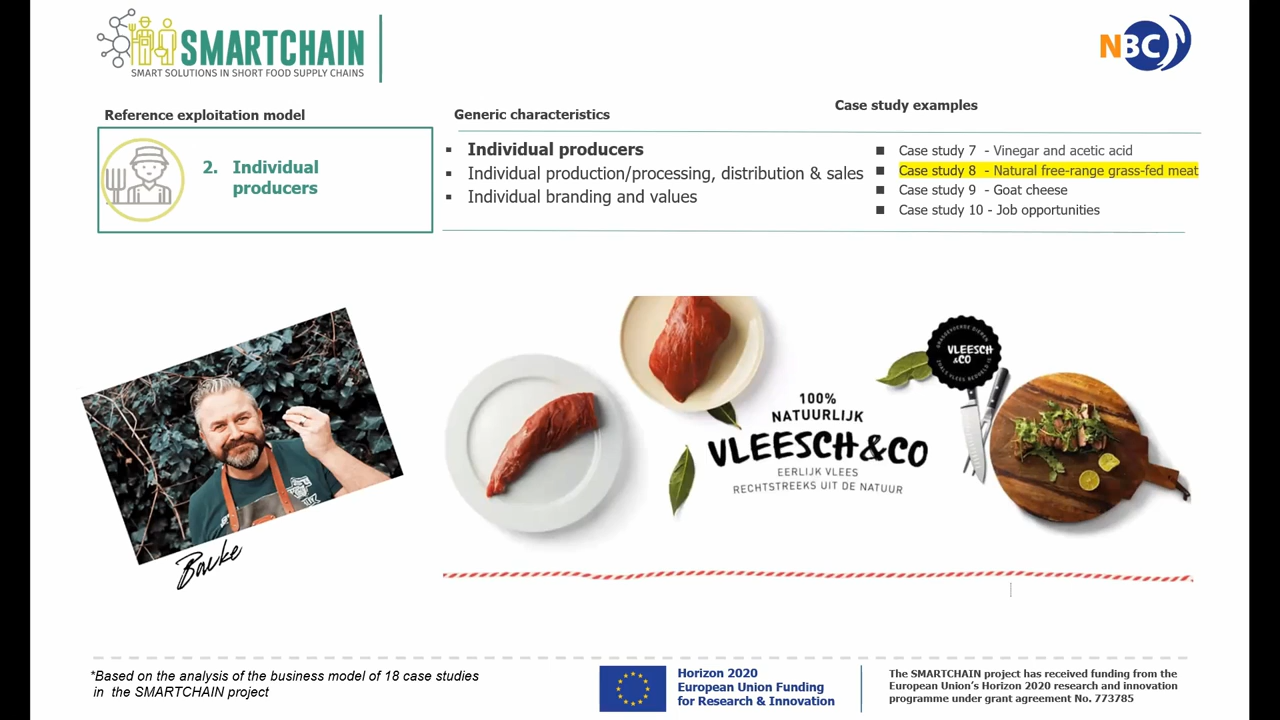 SMARTCHAIN
SMART SOLUTIONS IN SHORT FOOD SUPPLY CHAINS
NBC
Reference exploitation model
Generic characteristics
Case study examples
2. Individual
producers
Individual producers
Individual production/processing, distribution & sales
Individual branding and values
Case study 7 - Vinegar and acetic acid
Case study 8 - Natural free-range grass-fed meat
Case study 9 - Goat cheese
Case study 10 - Job opportunities
VLEESCH
&CO
100%
NATUURLIJK
VLEESCH&CO
EERLIJK VLEES
RECHTSTREEKS UIT DE NATUUR
*Based on the analysis of the business model of 18 case studies
in the SMARTCHAIN project
Horizon 2020
European Union Funding
for Research & Innovation
The SMARTCHAIN project has received funding from the
European Union's Horizon 2020 research and innovation
programme under grant agreement No. 773785